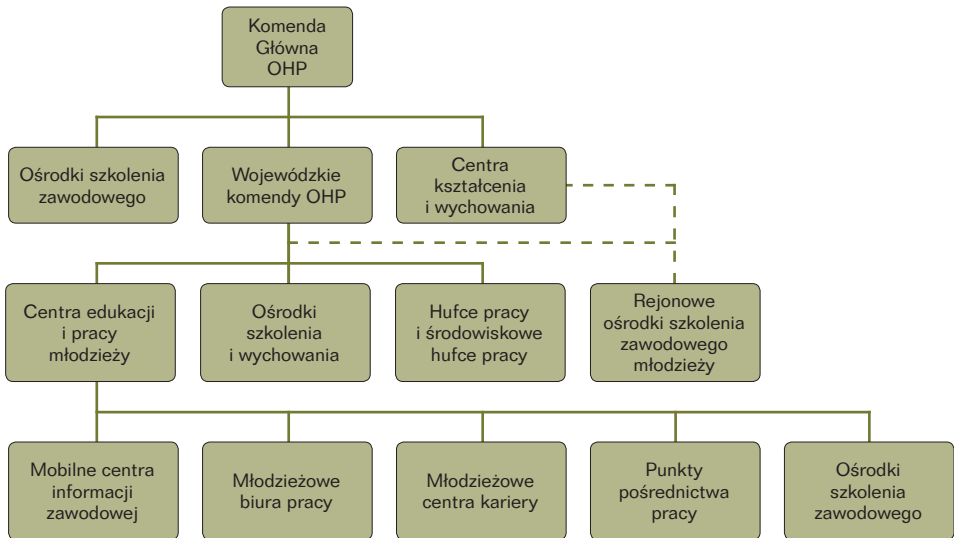 Komenda
Główna
OHP
Ośrodki szkolenia
zawodowego
Wojewódzkie
komendy OHP
Centra
kształcenia
i wychowania
Centra edukacji
i pracy
młodzieży
Ośrodki
szkolenia
i wychowania
Hufce pracy
i środowiskowe
hufce pracy
Rejonowe
ośrodki szkolenia
zawodowego
młodzieży
Mobilne centra
informacji
zawodowej
Młodzieżowe
biura pracy
Młodzieżowe
centra kariery
Punkty
pośrednictwa
pracy
Ośrodki
szkolenia
zawodowego